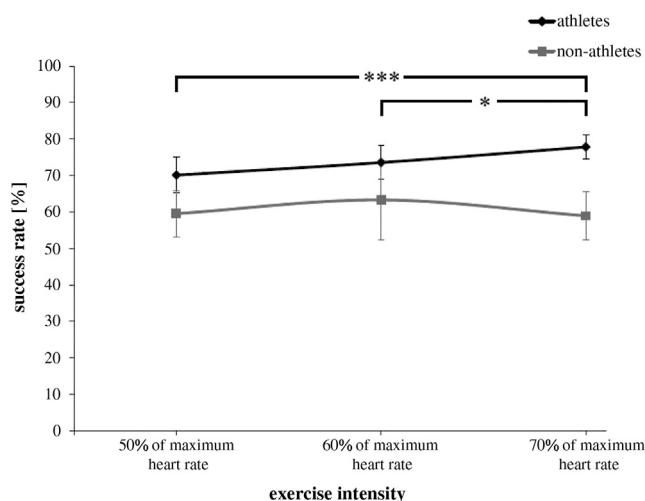 athletes
non-athletes
100
90
80
70
60
50
40
30
20
10
0
success rate [%]
***
*
50% of maximum
heart rate
60% of maximum
heart rate
70% of maximum
heart rate
exercise intensity